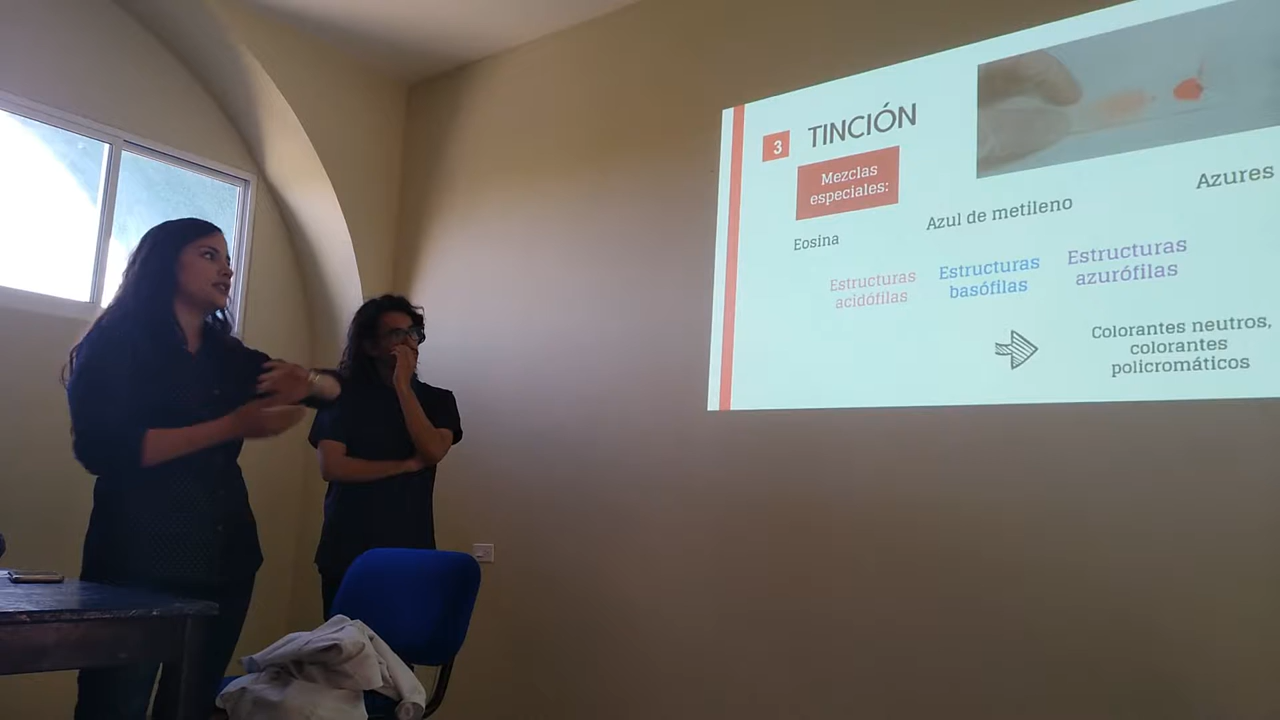 3
TINCIÓN
Mezclas
especiales:
Eosina
Azul de metileno
Azures
Estructuras
acidófilas
Estructuras
basófilas
Estructuras
azurófilas
Colorantes neutros,
colorantes
policromáticos